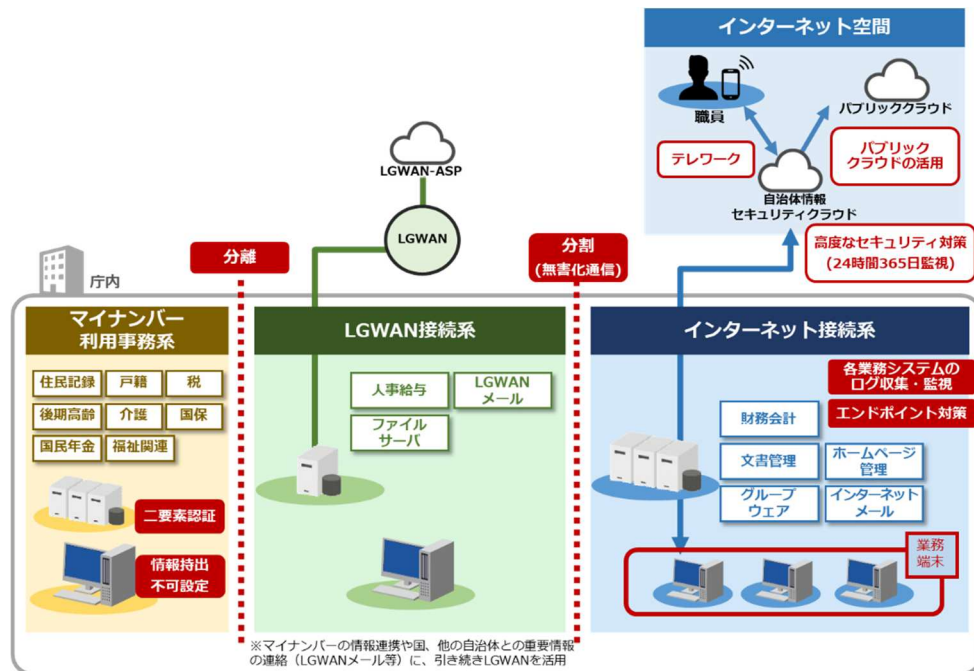 インターネット空間
職員
パブリッククラウド
テレワーク
パブリック
クラウドの活用
自治体情報
セキュリティクラウド
LGWAN-ASP
LGWAN
分離
分割
(無害化通信)
高度なセキュリティ対策
(24時間365日監視)
庁内
マイナンバー
利用事務系
住民記録
戸籍
税
後期高齢
介護
国保
国民年金
福祉関連
二要素認証
情報持出
不可設定
LGWAN接続系
人事給与
LGWAN
メール
ファイル
サーバ
インターネット接続系
各業務システムの
ログ収集・監視
エンドポイント対策
財務会計
文書管理
ホームページ
管理
グループ
ウェア
インターネット
メール
業務
端末
※マイナンバーの情報連携や国、他の自治体との重要情報
の連絡（LGWANメール等）に、引き続きLGWANを活用